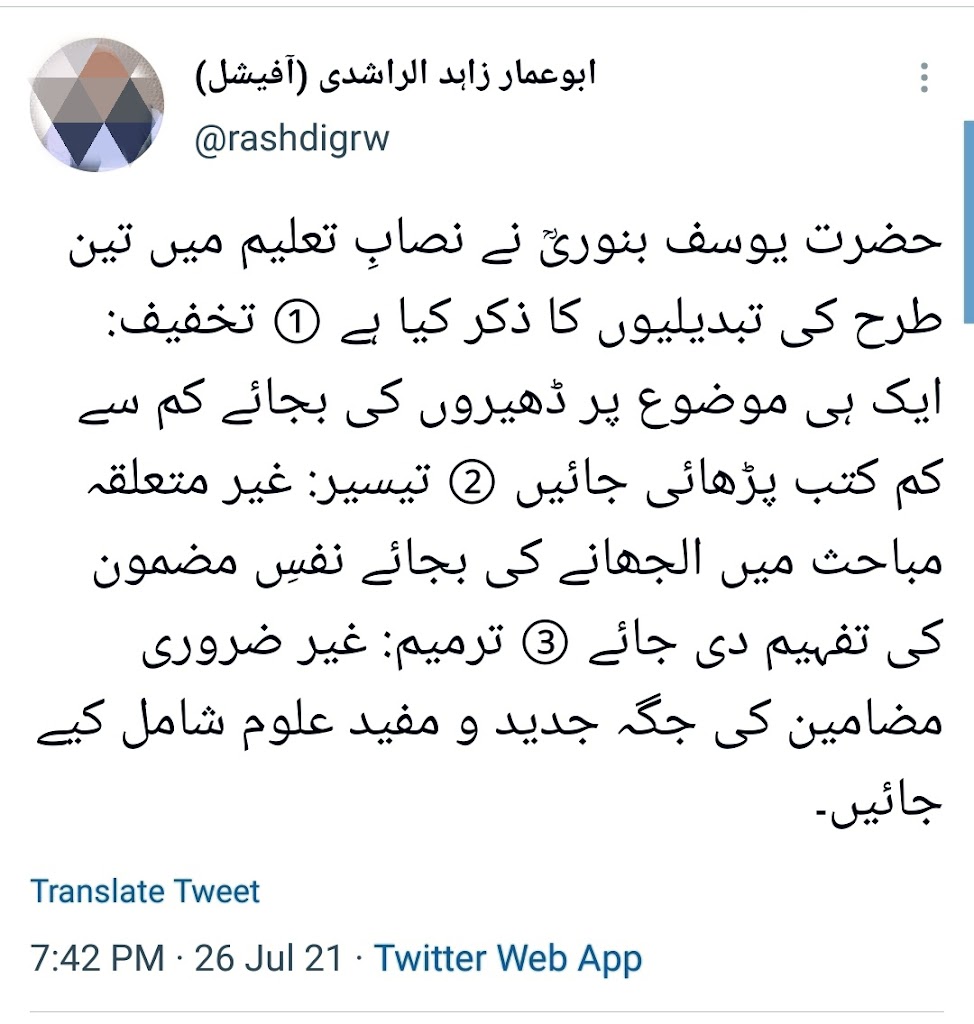 ابوعمار زاہد الراشدی (آفیشل)
@rashdigrw
حضرت یوسف بنوریؒ نے نصابِ تعلیم میں تین
طرح کی تبدیلیوں کا ذکر کیا ہے ① تخفیف:
ایک ہی موضوع پر ڈھیروں کی بجائے کم سے
کم کتب پڑھائی جائیں ② تیسیر: غیر متعلقہ
مباحث میں الجھانے کی بجائے نفسِ مضمون
کی تفہیم دی جائے ③ ترمیم: غیر ضروری
مضامین کی جگہ جدید و مفید علوم شامل کیے
جائیں۔
Translate Tweet
7:42 PM · 26 Jul 21 · Twitter Web App